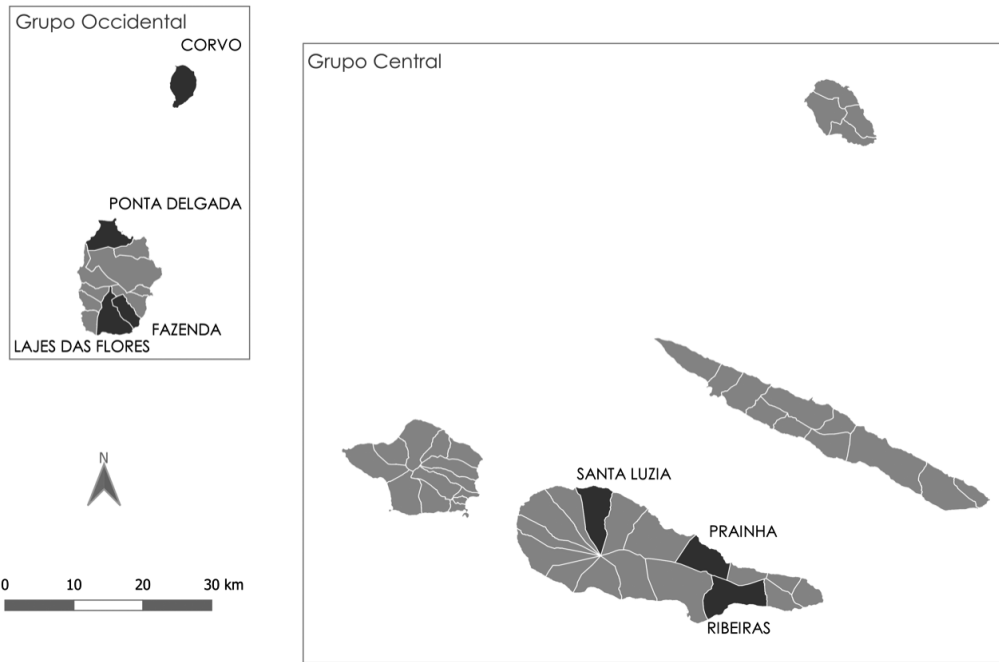 Grupo Occidental
CORVO
PONTA DELGADA
FAZENDA
LAJES DAS FLORES
N
0 10 20 30 km
Grupo Central
SANTA LUZIA
PRAINHA
RIBEIRAS